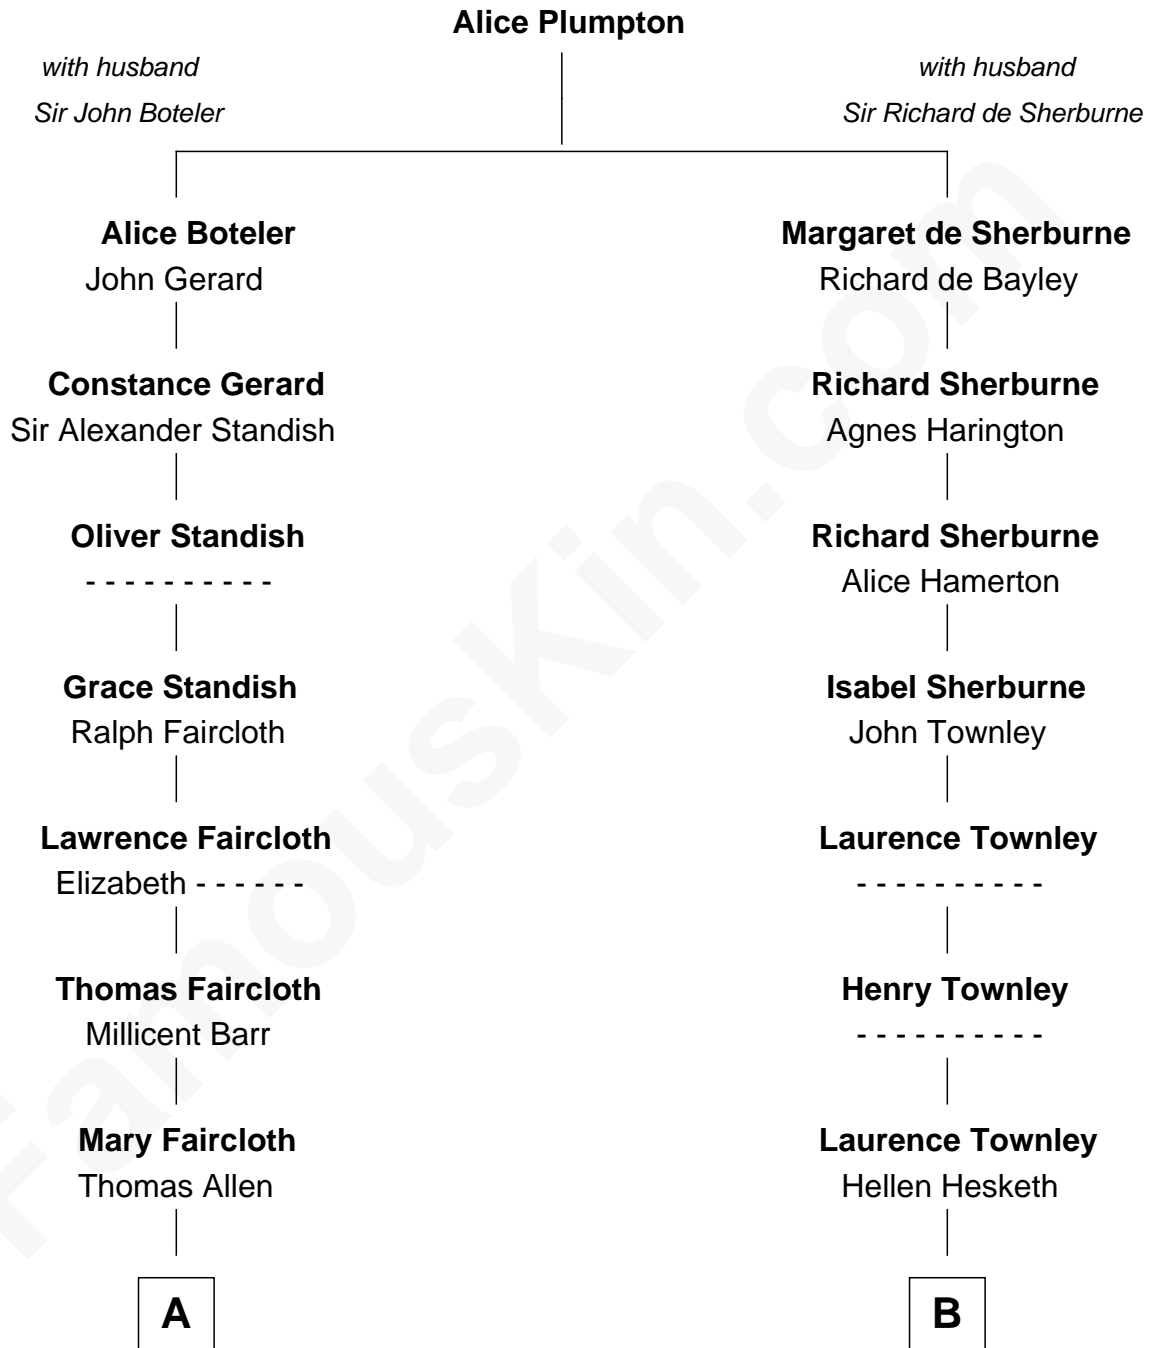 Alice Plumpton
with husband
Sir John Boteler
with husband
Sir Richard de Sherburne
Alice Boteler
John Gerard
Margaret de Sherburne
Richard de Bayley
Constance Gerard
Sir Alexander Standish
Richard Sherburne
Agnes Harington
Oliver Standish
- - - - - - - - - -
Richard Sherburne
Alice Hamerton
Grace Standish
Ralph Faircloth
Isabel Sherburne
John Townley
Lawrence Faircloth
Elizabeth - - - - - -
Laurence Townley
- - - - - - - - - -
Thomas Faircloth
Millicent Barr
Henry Townley
- - - - - - - - - -
Mary Faircloth
Thomas Allen
Laurence Townley
Hellen Hesketh
A
B
FamousKin.com